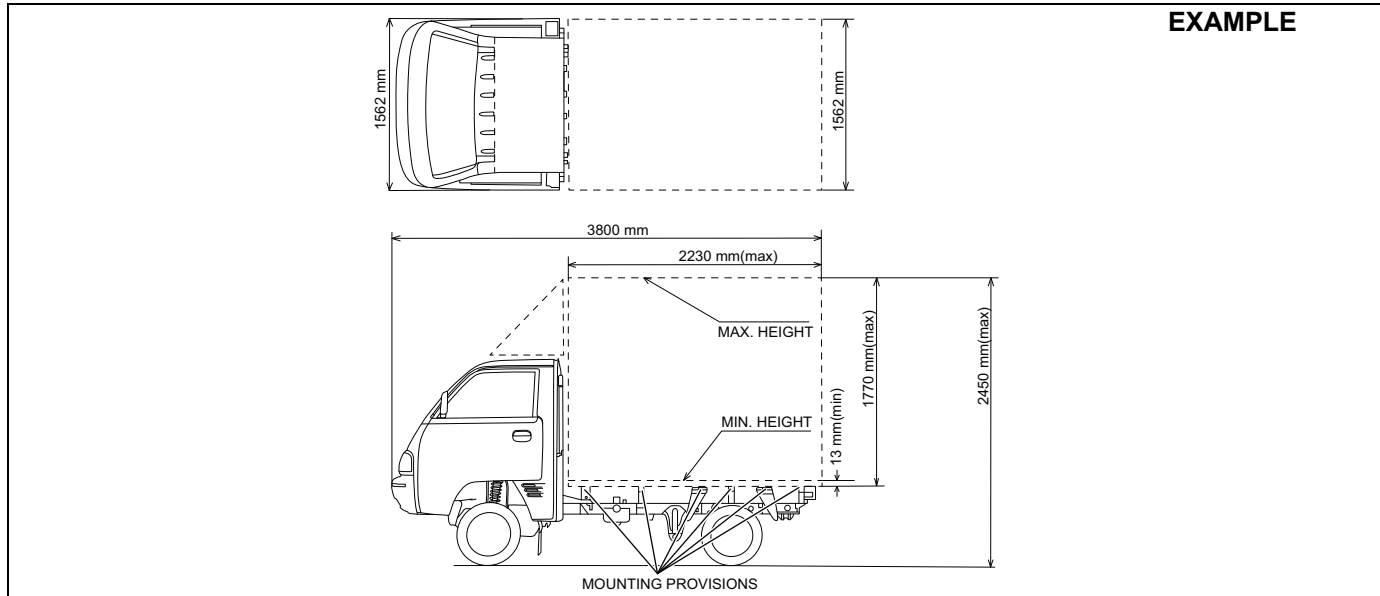 EXAMPLE
1562 mm
1562 mm
3800 mm
2230 mm(max)
MAX. HEIGHT
1770 mm(max)
2450 mm(max)
MIN. HEIGHT
13 mm(min)
MOUNTING PROVISIONS